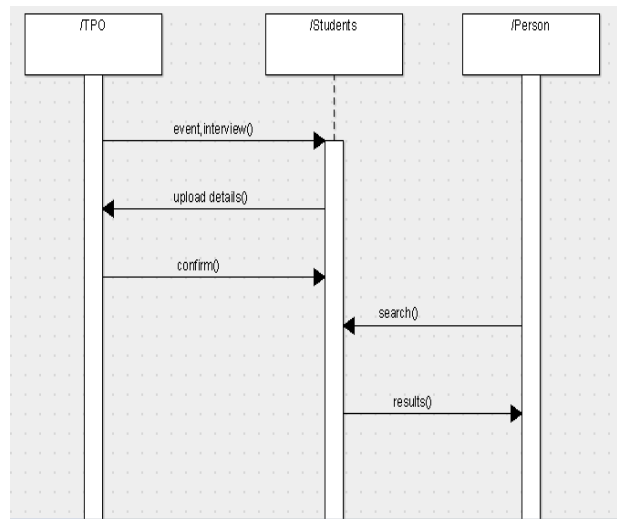 /TPO
/Students
/Person
event,interview()
upload details()
confirm()
search()
results()